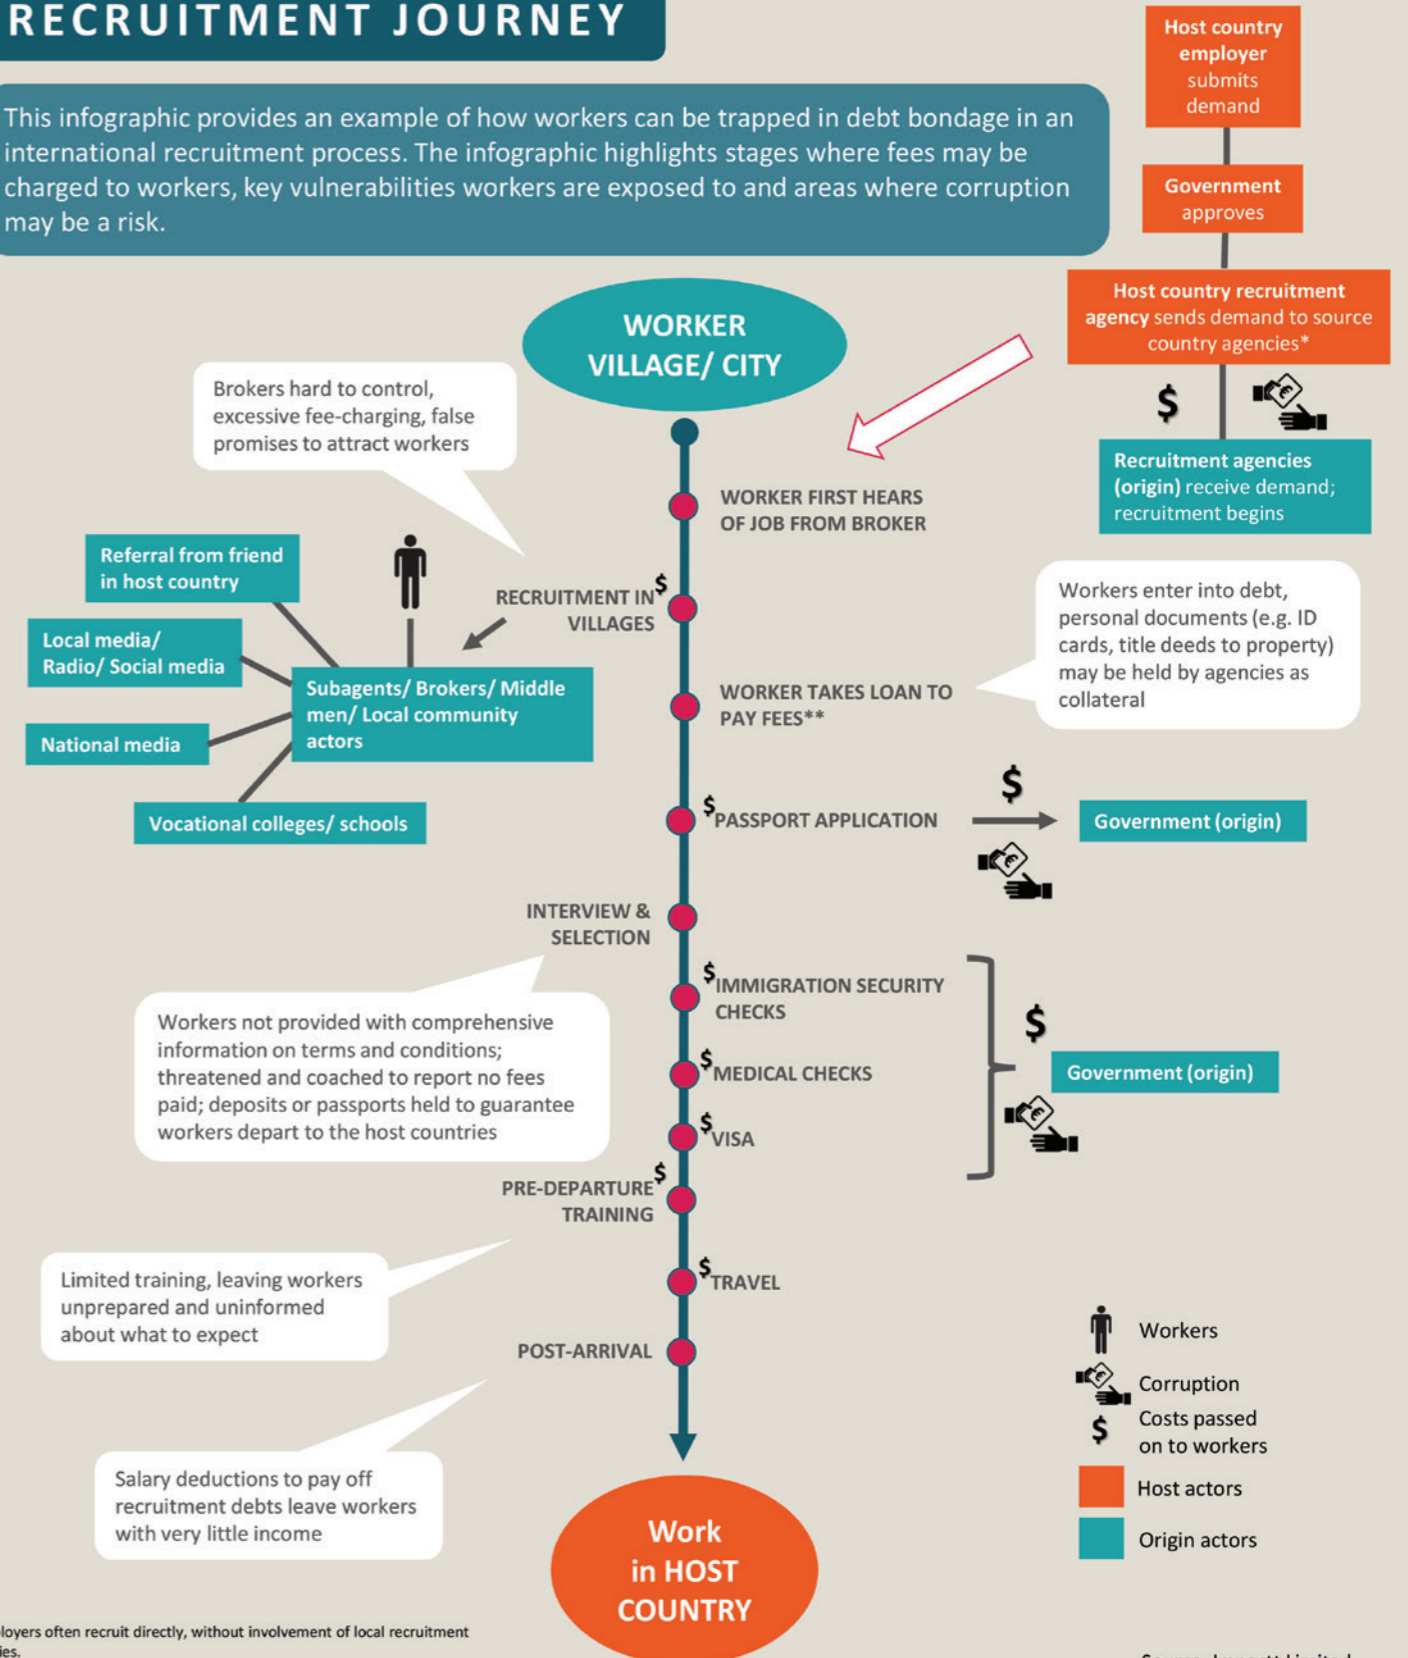 RECRUITMENT JOURNEY
This infographic provides an example of how workers can be trapped in debt bondage in an
international recruitment process. The infographic highlights stages where fees may be
charged to workers, key vulnerabilities workers are exposed to and areas where corruption
may be a risk.
Host country
employer
submits
demand
Government
approves
Host country recruitment
agency sends demand to source
country agencies*
$
Recruitment agencies
(origin) receive demand;
recruitment begins
WORKER
VILLAGE/ CITY
Brokers hard to control,
excessive fee-charging, false
promises to attract workers
WORKER FIRST HEARS
OF JOB FROM BROKER
Referral from friend
in host country
Local media/
Radio/ Social media
National media
Vocational colleges/ schools
Subagents/ Brokers/ Middle
men/ Local community
actors
$
RECRUITMENT IN
VILLAGES
Workers enter into debt,
personal documents (e.g. ID
cards, title deeds to property)
may be held by agencies as
collateral
WORKER TAKES LOAN TO
PAY FEES**
$
PASSPORT APPLICATION
$
Government (origin)
INTERVIEW &
SELECTION
Workers not provided with comprehensive
information on terms and conditions;
threatened and coached to report no fees
paid; deposits or passports held to guarantee
workers depart to the host countries
$
IMMIGRATION SECURITY
CHECKS
$
MEDICAL CHECKS
$
VISA
$
Government (origin)
$
PRE-DEPARTURE
TRAINING
Limited training, leaving workers
unprepared and uninformed
about what to expect
$
TRAVEL
POST-ARRIVAL
Salary deductions to pay off
recruitment debts leave workers
with very little income
Work
in HOST
COUNTRY
Workers
Corruption
$
Costs passed
on to workers
Host actors
Origin actors
often recruit directly, without involvement of local recruitment